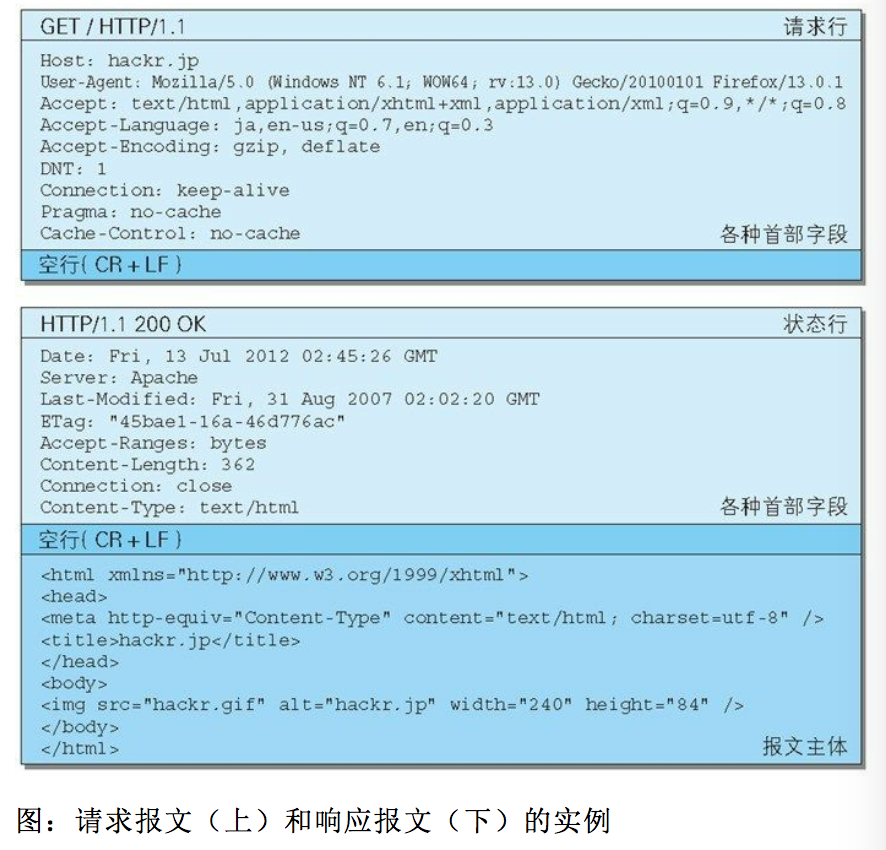 GET / HTTP/1.1 请求行
Host: hackr.jp
User-Agent: Mozilla/5.0 (Windows NT 6.1; WOW64; rv:13.0) Gecko/20100101 Firefox/13.0.1
Accept: text/html,application/xhtml+xml,application/xml;q=0.9,*/*;q=0.8
Accept-Language: ja,en-us;q=0.7,en;q=0.3
Accept-Encoding: gzip, deflate
DNT: 1
Connection: keep-alive
Pragma: no-cache
Cache-Control: no-cache 各种首部字段
空行( CR + LF )
HTTP/1.1 200 OK 状态行
Date: Fri, 13 Jul 2012 02:45:26 GMT
Server: Apache
Last-Modified: Fri, 31 Aug 2007 02:02:20 GMT
ETag: "45bae1-16a-46d776ac"
Accept-Ranges: bytes
Content-Length: 362
Connection: close
Content-Type: text/html 各种首部字段
空行( CR + LF )
<html xmlns="http://www.w3.org/1999/xhtml">
<head>
<meta http-equiv="Content-Type" content="text/html; charset=utf-8" />
<title>hackr.jp</title>
</head>
<body>
<img src="hackr.gif" alt="hackr.jp" width="240" height="84" />
</body>
</html> 报文主体
图：请求报文（上）和响应报文（下）的实例